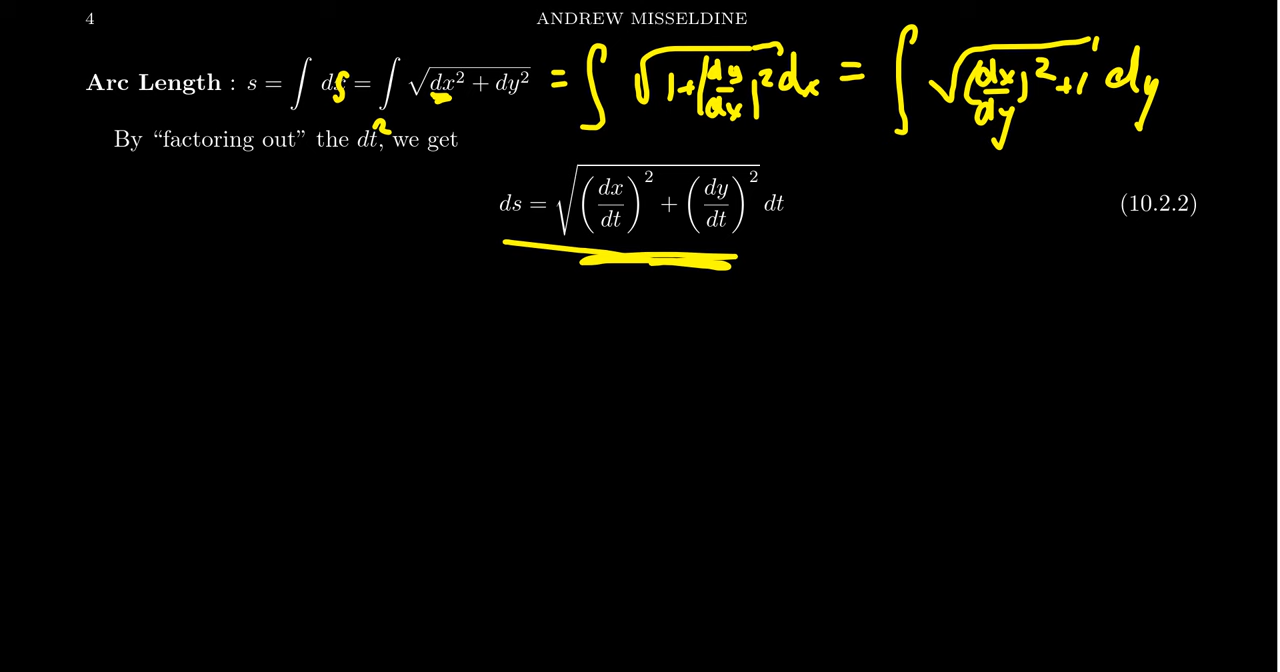 4 ANDREW MISSELDINE
Arc Length : s = ∫ ds = ∫ √(dx² + dy²) = ∫ √(1+(dy/dx)²) dx = ∫ √((dx/dy)²+1) dy
By “factoring out” the dt², we get
ds = √((dx/dt)² + (dy/dt)²) dt (10.2.2)